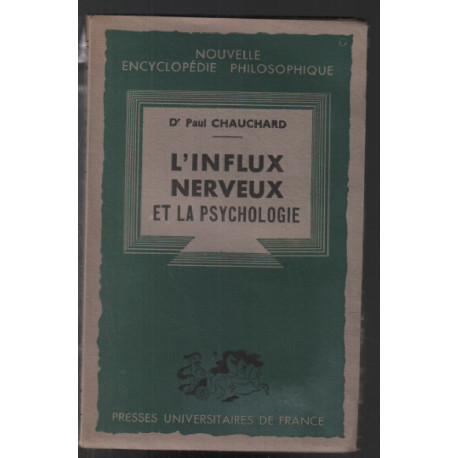 NOUVELLE
ENCYCLOPÉDIE PHILOSOPHIQUE
Dr Paul CHAUCHARD
L'INFLUX
NERVEUX
ET LA PSYCHOLOGIE
PRESSES UNIVERSITAIRES DE FRANCE